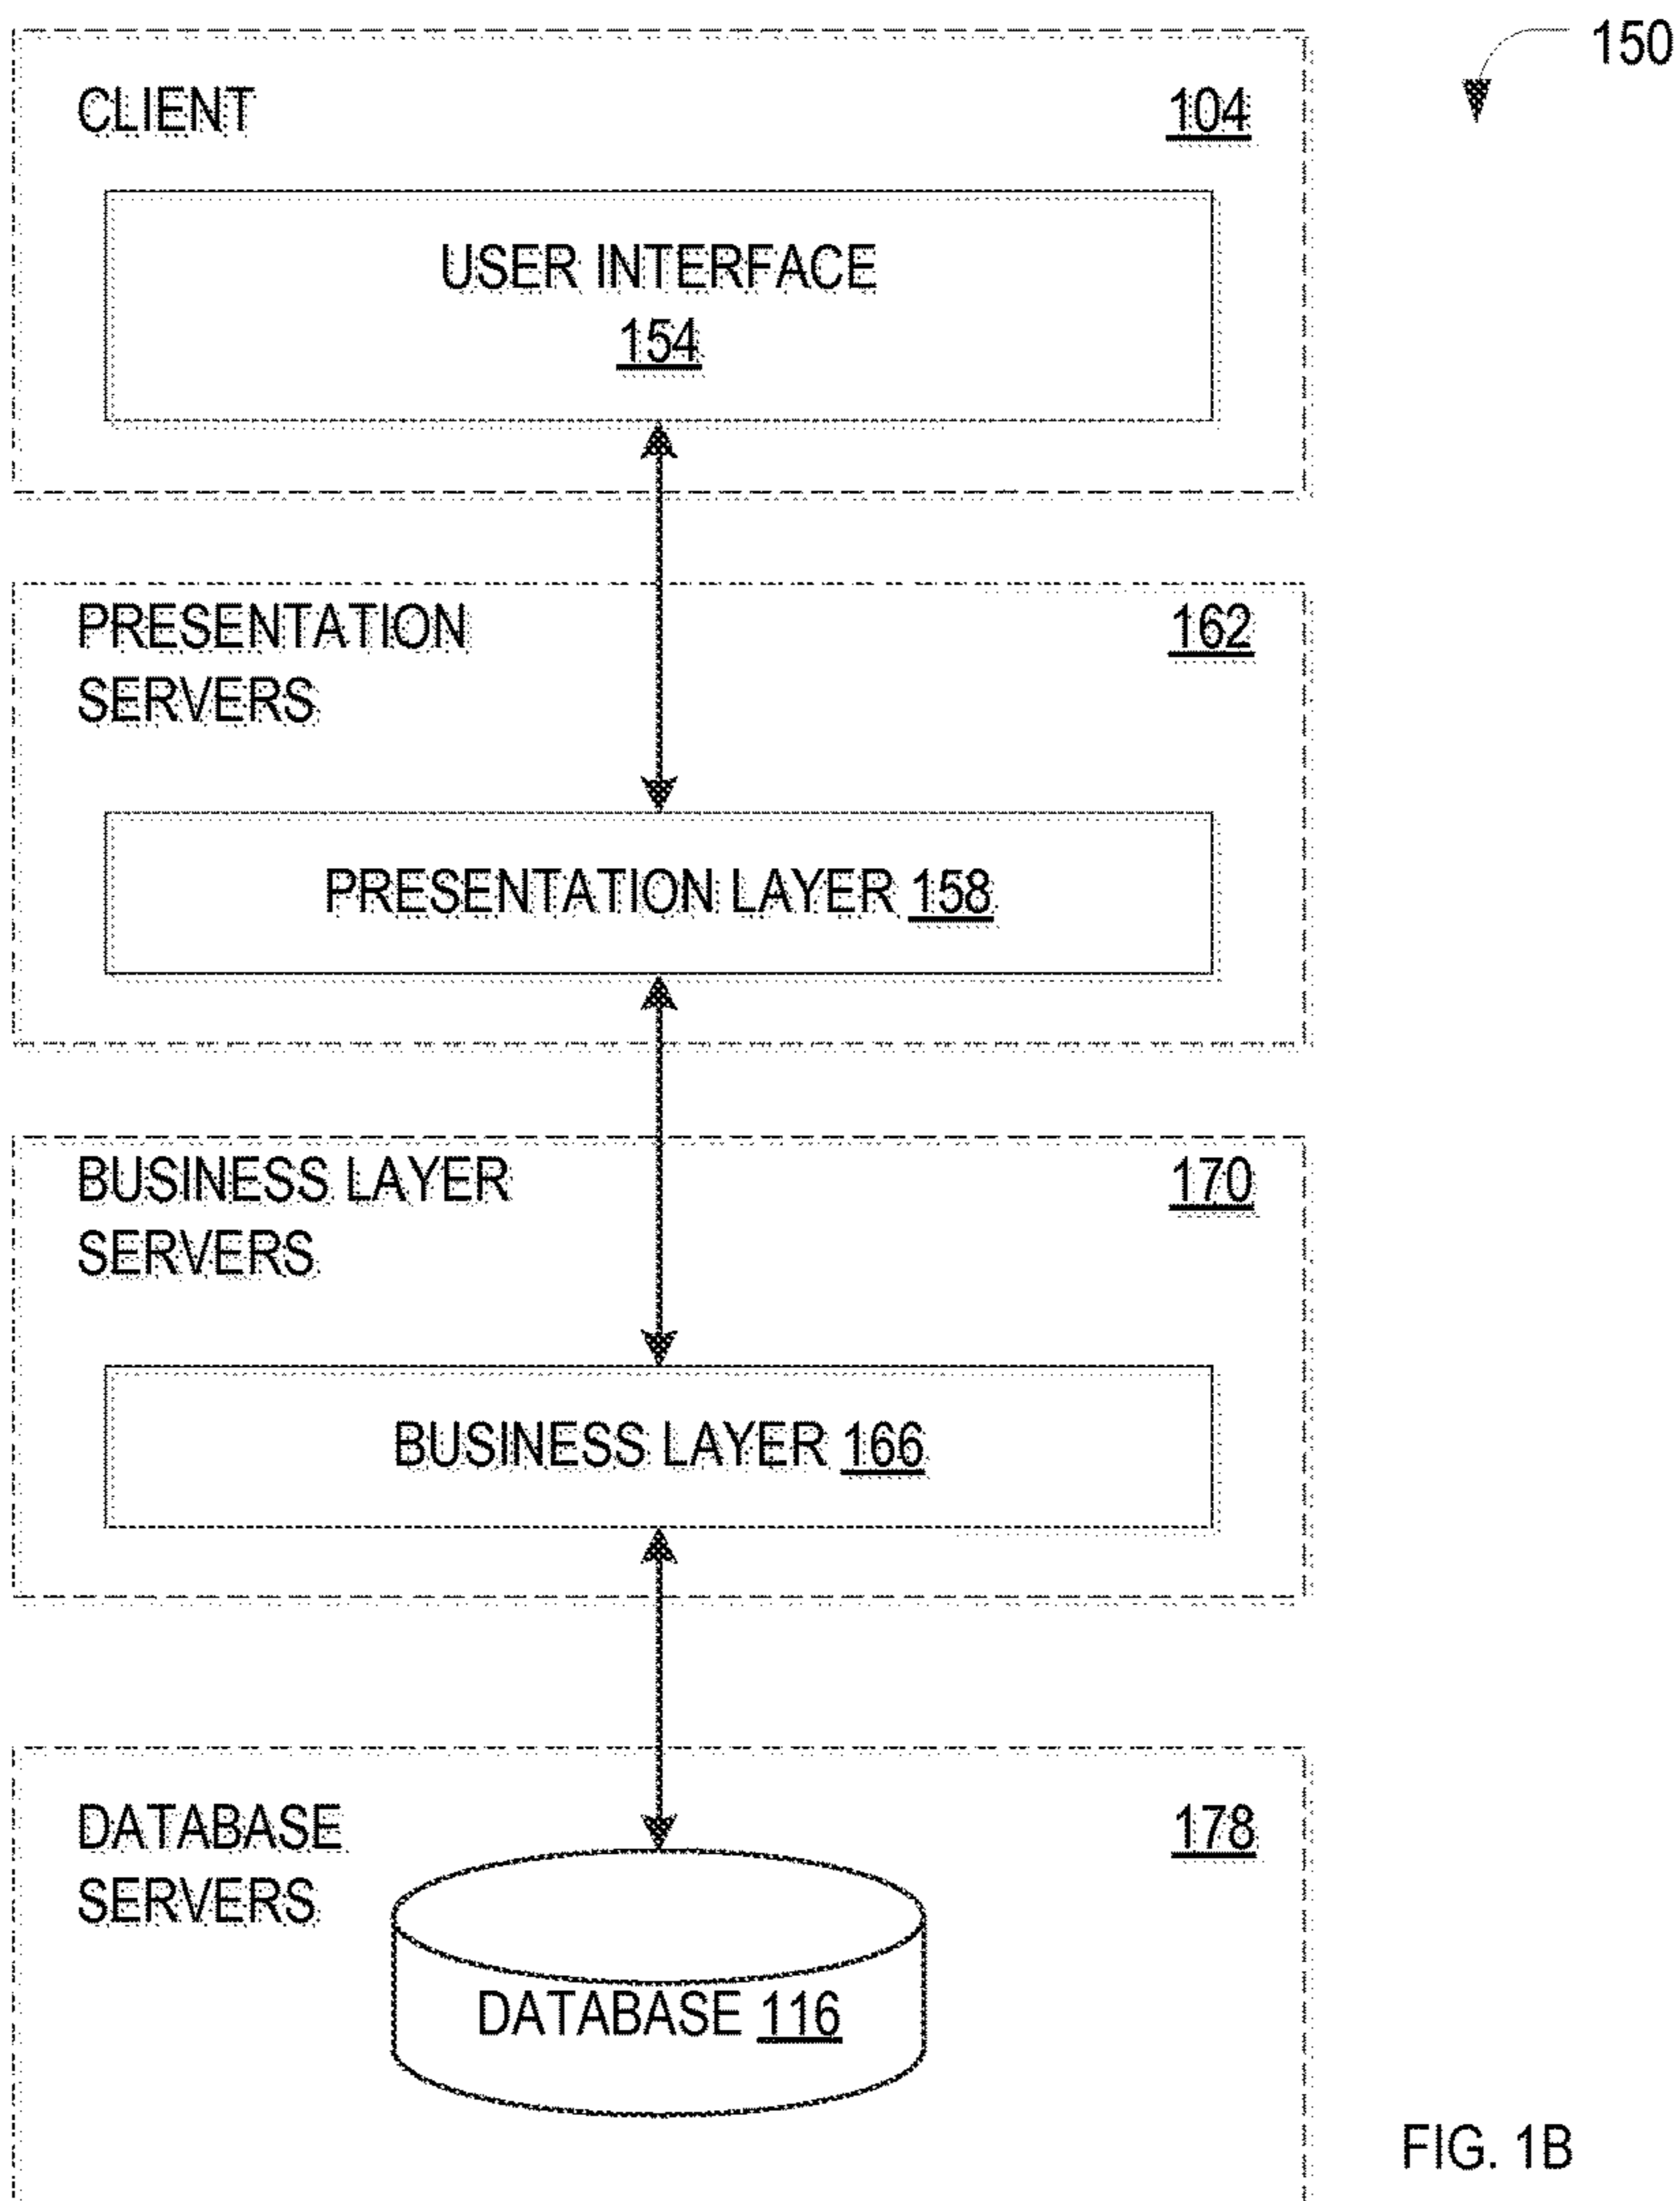 150
CLIENT 104
USER INTERFACE
154
PRESENTATION 162
SERVERS
PRESENTATION LAYER 158
BUSINESS LAYER 170
SERVERS
BUSINESS LAYER 166
DATABASE 178
SERVERS
DATABASE 116
FIG. 1B